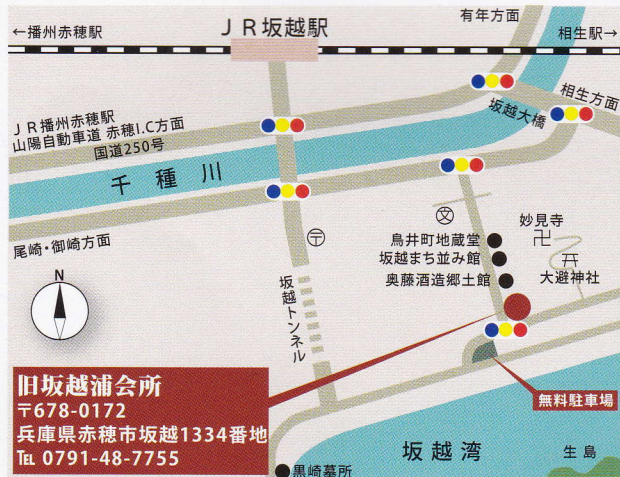 ←播州赤穂駅
JR坂越駅
有年方面
相生駅→
JR播州赤穂駅
山陽自動車道 赤穂I.C方面
国道250号
千種川
坂越大橋
相生方面
尾崎・御崎方面
〒
文
鳥井町地蔵堂
坂越まち並み館
奥藤酒造郷土館
妙見寺
卍
大避神社
N
坂越トンネル
旧坂越浦会所
〒678-0172
兵庫県赤穂市坂越1334番地
TEL 0791-48-7755
無料駐車場
坂越湾
生島
黒崎墓所